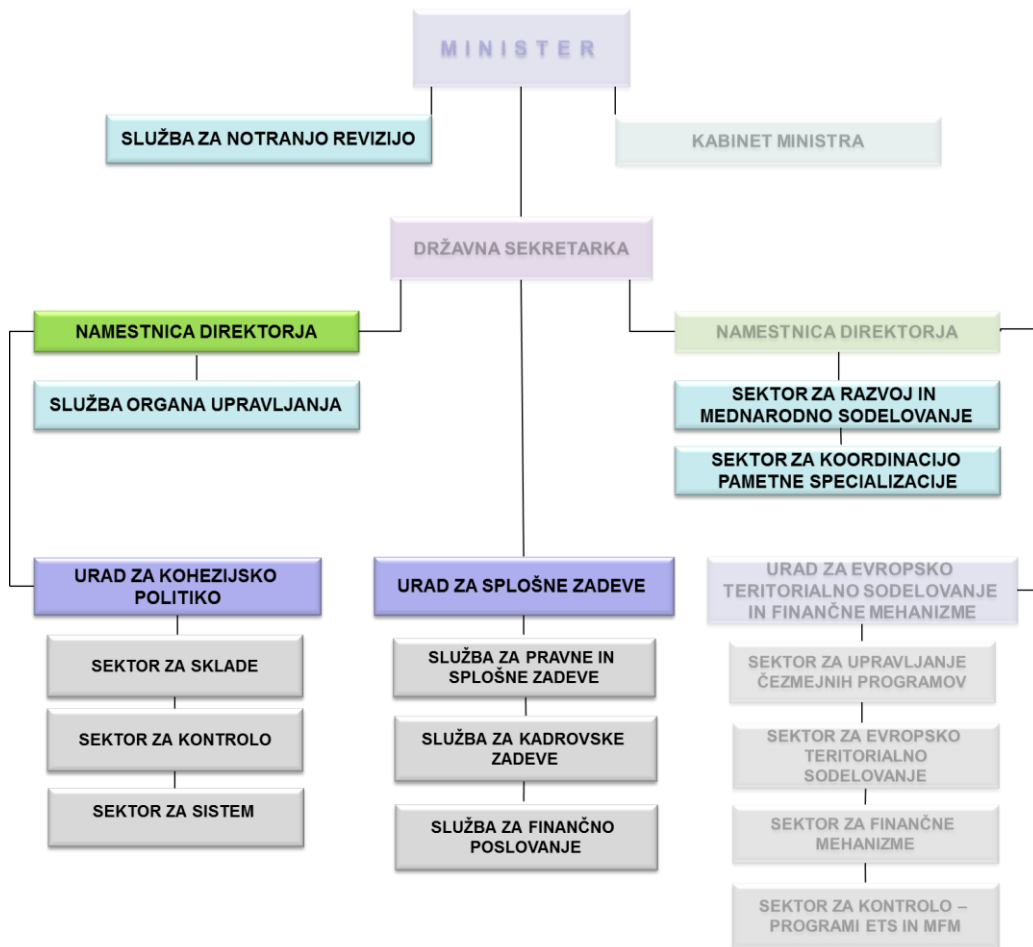 MINISTER
SLUŽBA ZA NOTRANJO REVIZIJO
KABINET MINISTRA
DRŽAVNA SEKRETARKA
NAMESTNICA DIREKTORJA
NAMESTNICA DIREKTORJA
SLUŽBA ORGANA UPRAVLJANJA
SEKTOR ZA RAZVOJ IN
MEDNARODNO SODELOVANJE
SEKTOR ZA KOORDINACIJO
PAMETNE SPECIALIZACIJE
URAD ZA KOHEZIJSKO
POLITIKO
SEKTOR ZA SKLADE
SEKTOR ZA KONTROLO
SEKTOR ZA SISTEM
URAD ZA SPLOŠNE ZADEVE
SLUŽBA ZA PRAVNE IN
SPLOŠNE ZADEVE
SLUŽBA ZA KADROVSKE
ZADEVE
SLUŽBA ZA FINANČNO
POSLOVANJE
URAD ZA EVROPSKO
TERITORIALNO SODELOVANJE
IN FINANČNE MEHANIZME
SEKTOR ZA UPRAVLJANJE
ČEZMEJNIH PROGRAMOV
SEKTOR ZA EVROPSKO
TERITORIALNO
SODELOVANJE
SEKTOR ZA FINANČNE
MEHANIZME
SEKTOR ZA KONTROLO –
PROGRAMI ETS IN MFM